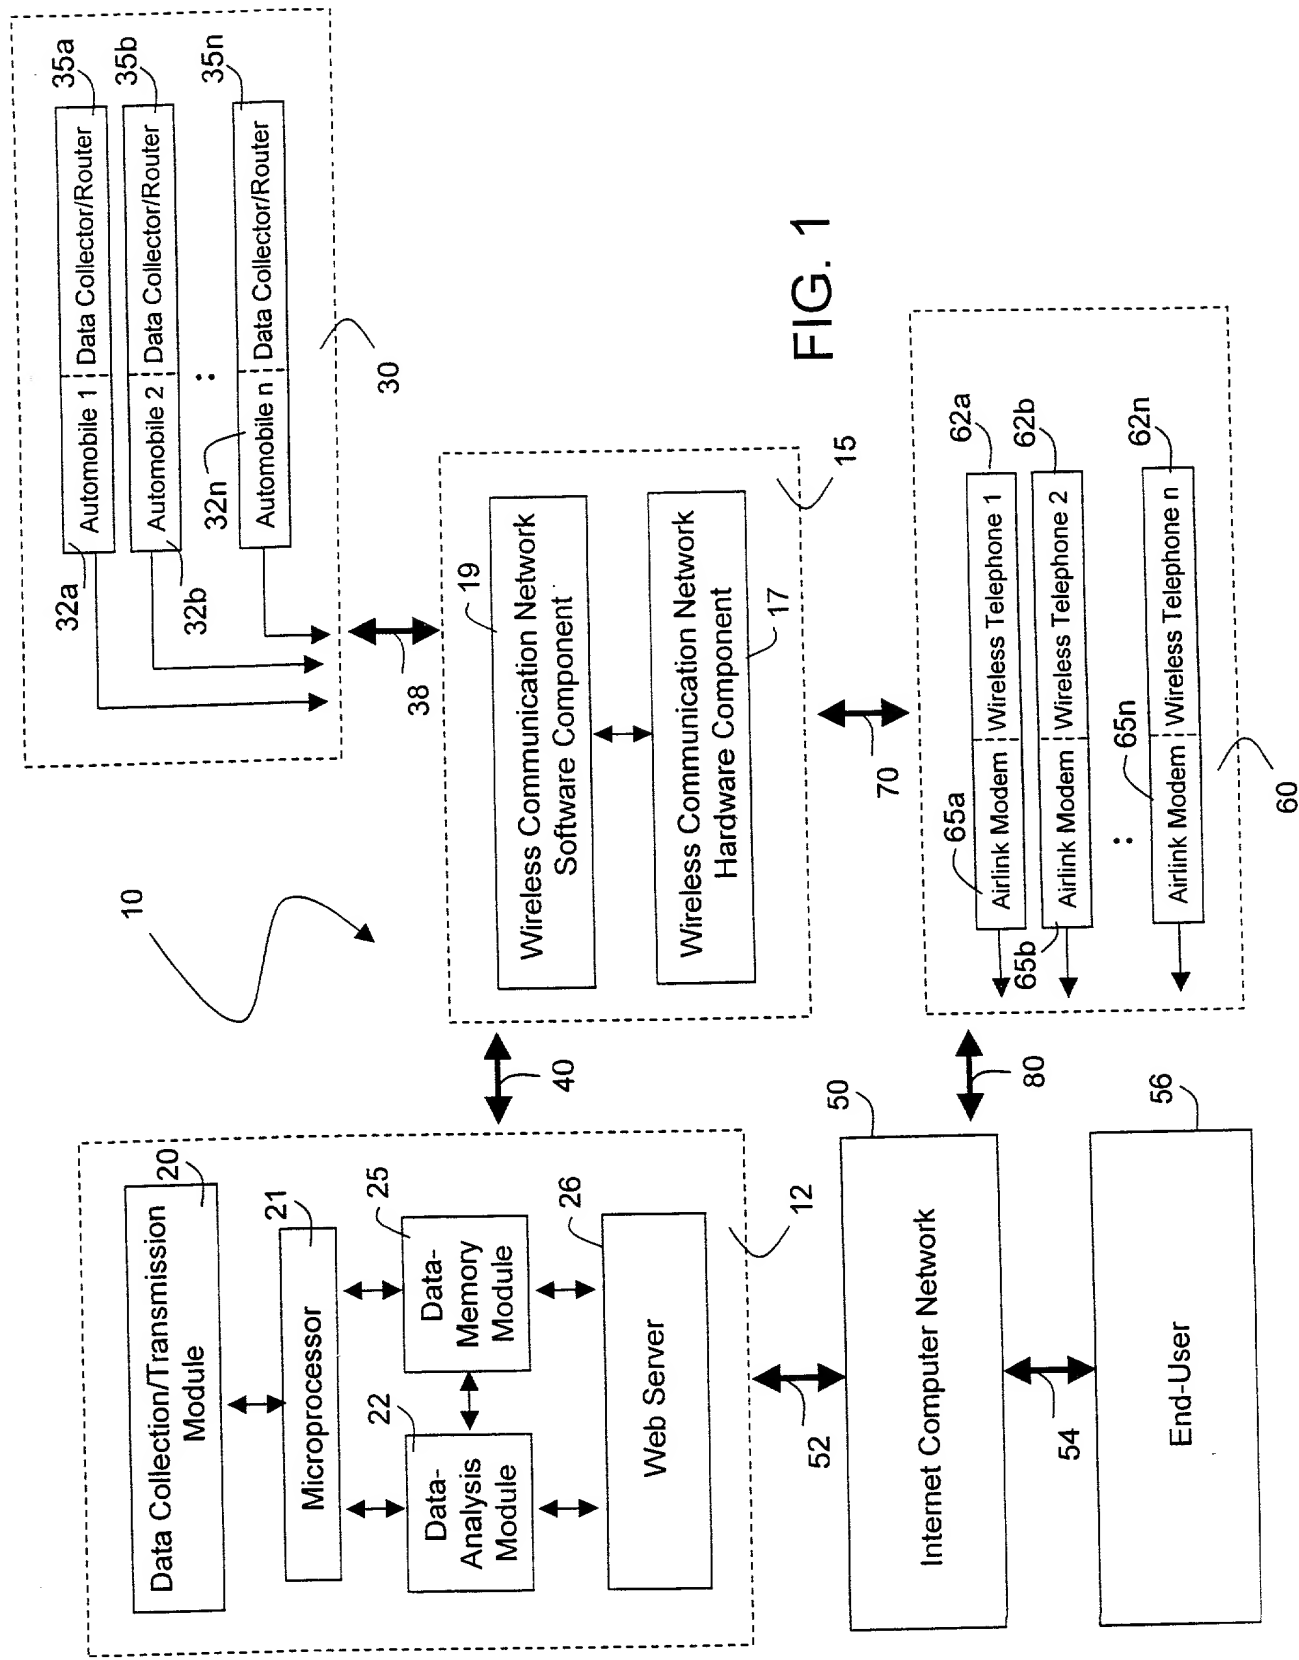 10
Data Collection/Transmission
Module
20
Microprocessor
21
Data-
Analysis
Module
22
Data-
Memory
Module
25
Web Server
26
12
40
Wireless Communication Network
Software Component
19
Wireless Communication Network
Hardware Component
17
15
38
Automobile 1
Data Collector/Router
32a
35a
Automobile 2
Data Collector/Router
32b
35b
:
Automobile n
Data Collector/Router
32n
35n
30
52
Internet Computer Network
50
54
End-User
56
80
70
Airlink Modem
Wireless Telephone 1
65a
62a
Airlink Modem
Wireless Telephone 2
65b
62b
:
Airlink Modem
Wireless Telephone n
65n
62n
60
FIG. 1